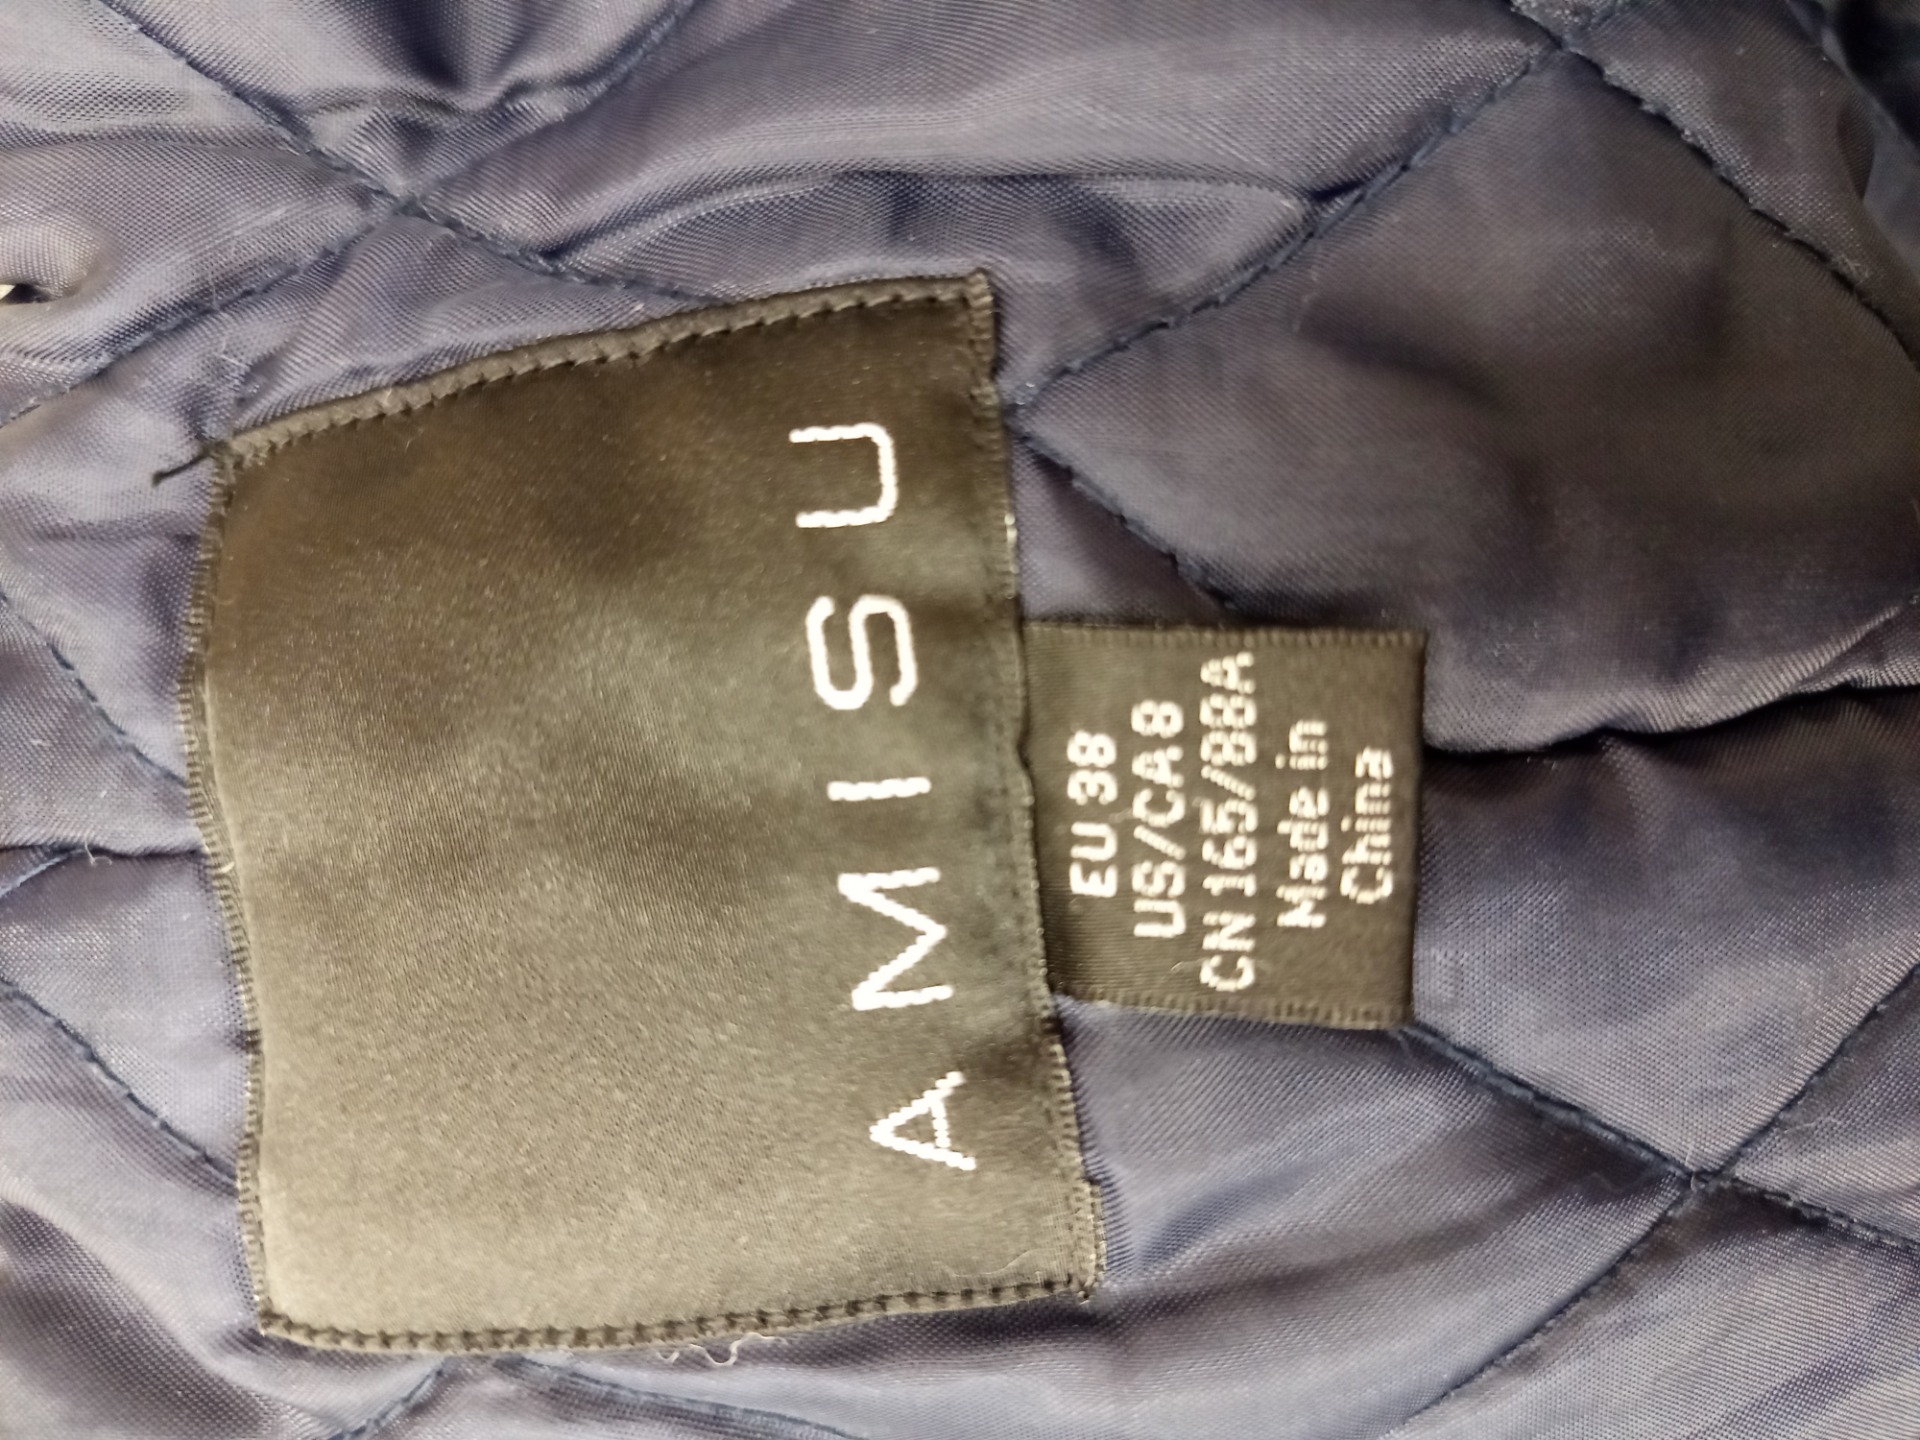 AMISU
EU 38
US/CA 8
CN 165/88A
Made in
China